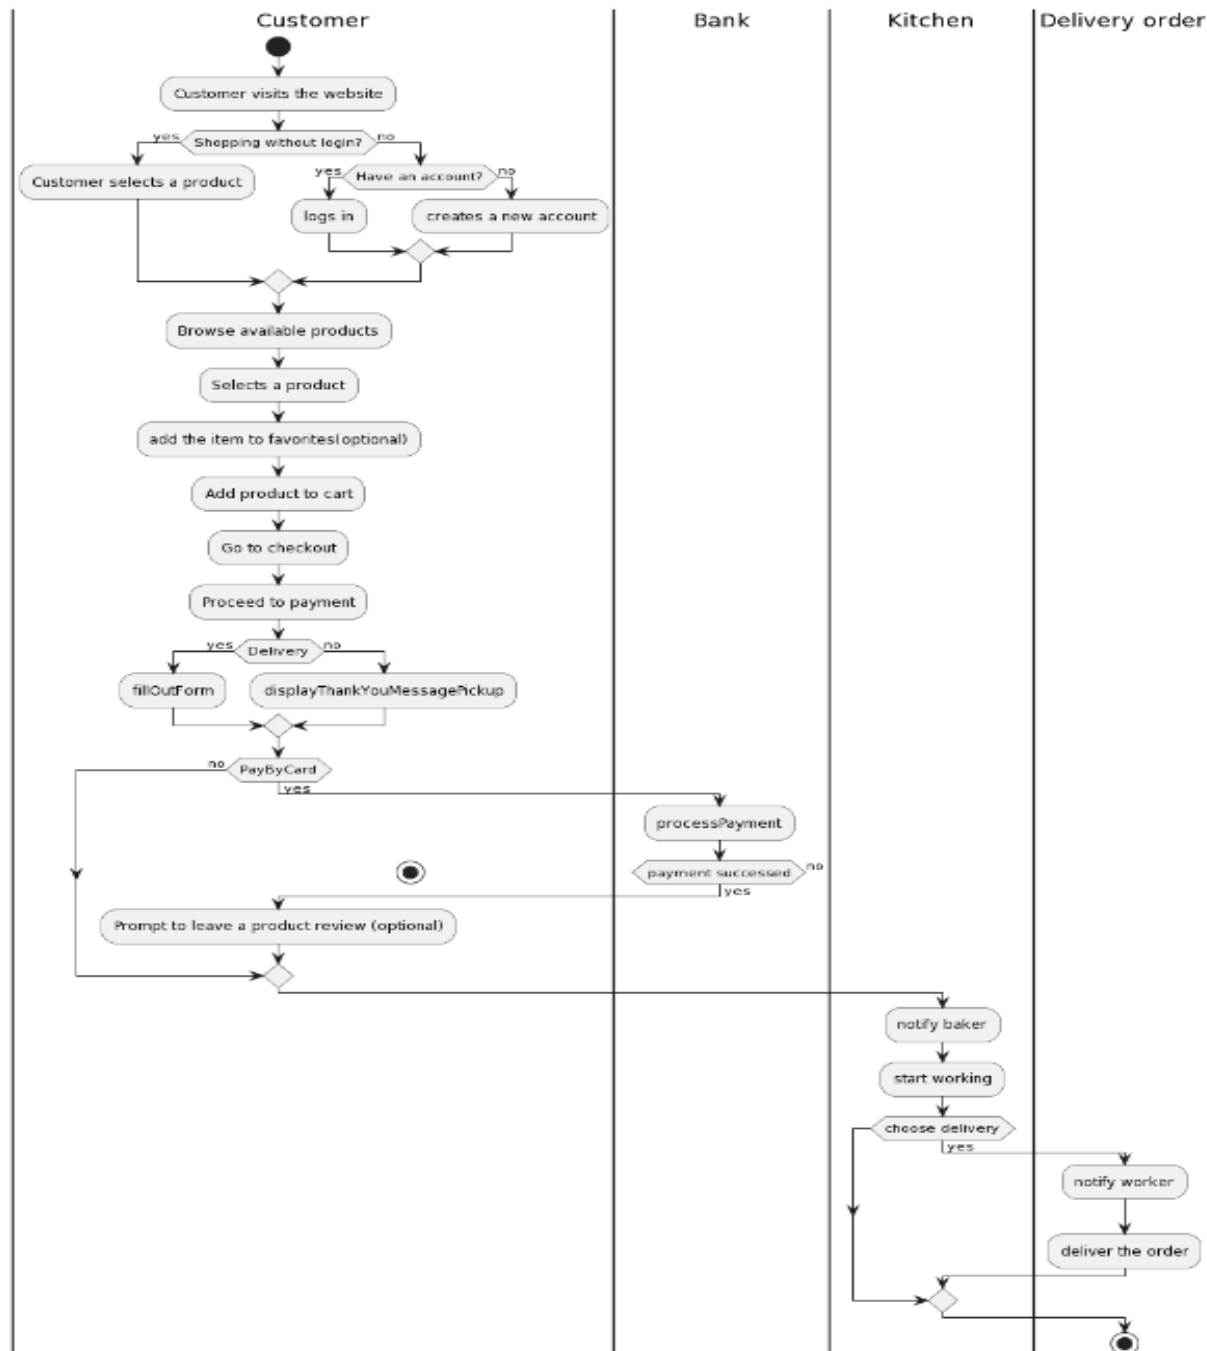 Customer
Bank
Kitchen
Delivery order
Customer visits the website
yes
Shopping without login?
no
Customer selects a product
yes
Have an account?
no
logs in
creates a new account
Browse available products
Selects a product
add the item to favorites(optional)
Add product to cart
Go to checkout
Proceed to payment
yes
Delivery
no
fillOutForm
displayThankYouMessagePickup
no
PayByCard
yes
processPayment
payment successed
no
yes
Prompt to leave a product review (optional)
notify baker
start working
choose delivery
yes
notify worker
deliver the order